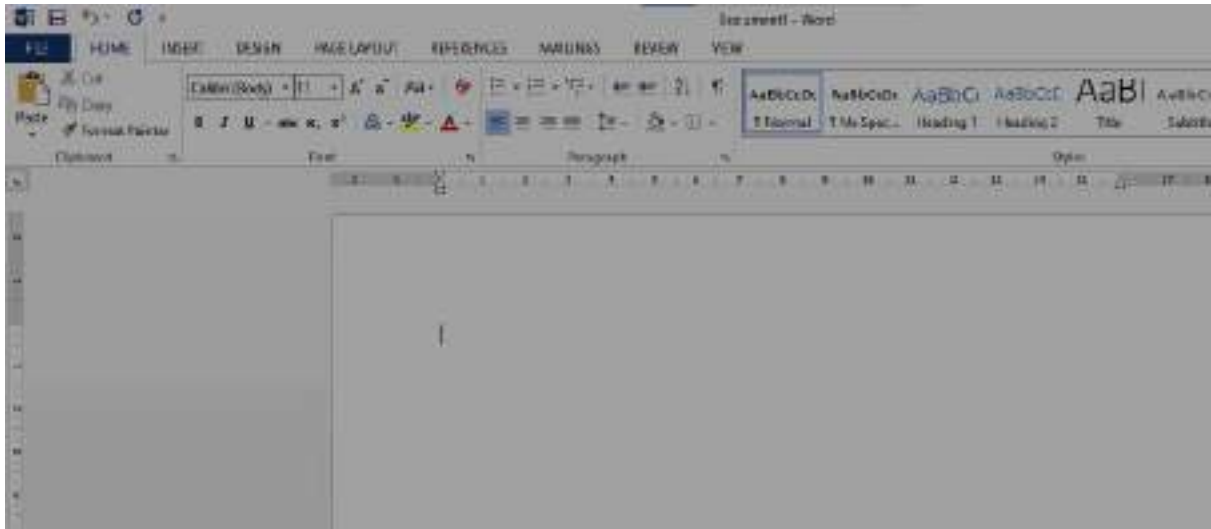 Document1 - Word
FILE HOME INSERT DESIGN PAGE LAYOUT REFERENCES MAILINGS REVIEW VIEW
Cut
Copy
Paste
Format Painter
Calibri (Body) 11
B I U abc
AaBbCcDc AaBbCcDc AaBbCc AaBbCcC AaB
¶ Normal ¶ No Spac... Heading 1 Heading 2 Title
Clipboard Font Paragraph Styles